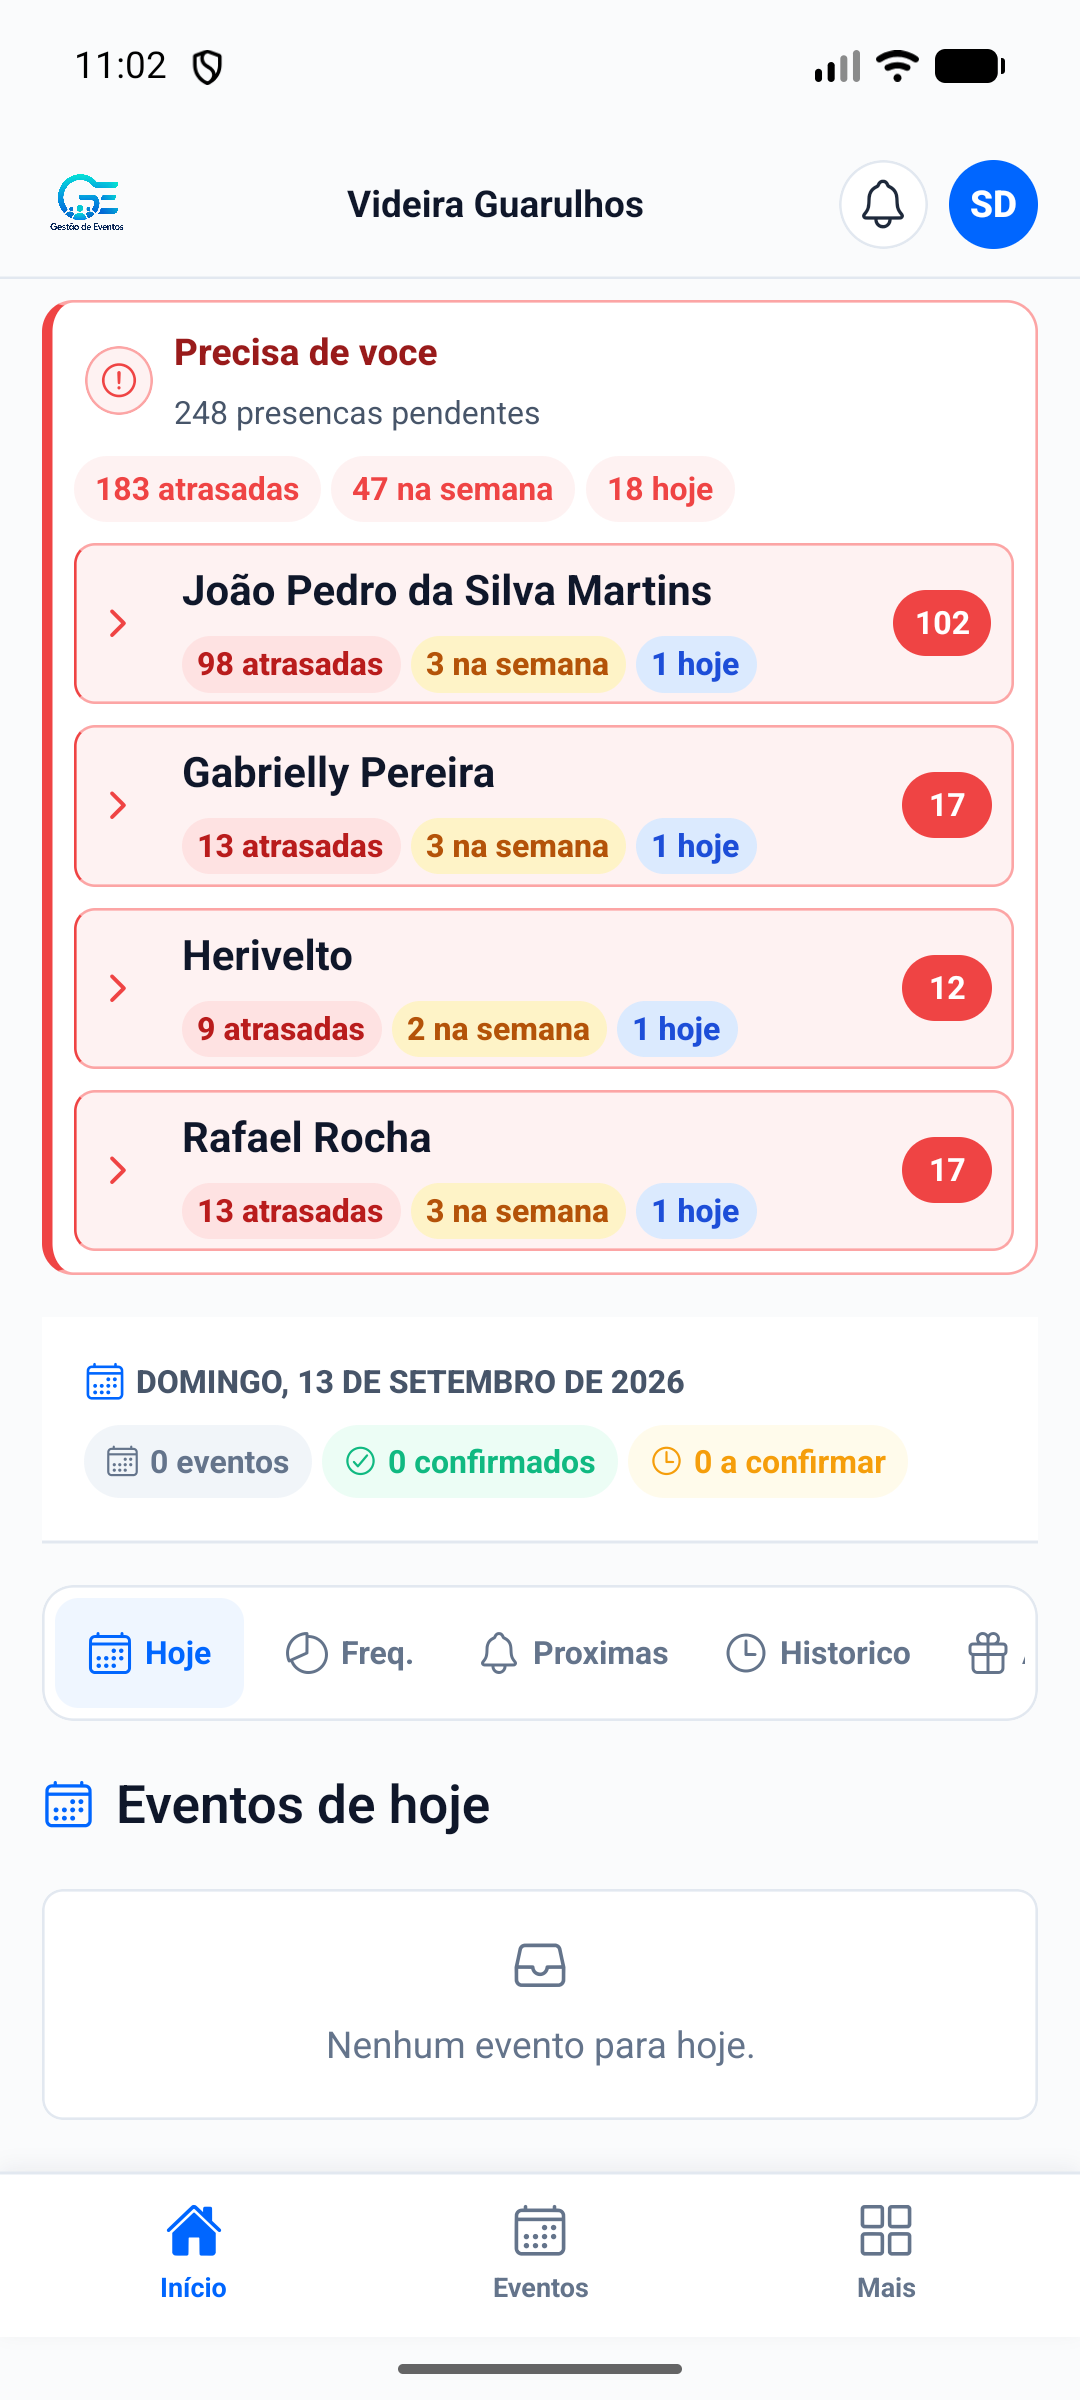 11:02
Gestão de Eventos
Videira Guarulhos
SD
Precisa de voce
248 presencas pendentes
183 atrasadas
47 na semana
18 hoje
João Pedro da Silva Martins
98 atrasadas
3 na semana
1 hoje
102
Gabrielly Pereira
13 atrasadas
3 na semana
1 hoje
17
Herivelto
9 atrasadas
2 na semana
1 hoje
12
Rafael Rocha
13 atrasadas
3 na semana
1 hoje
17
DOMINGO, 13 DE SETEMBRO DE 2026
0 eventos
0 confirmados
0 a confirmar
Hoje
Freq.
Proximas
Historico
Eventos de hoje
Nenhum evento para hoje.
Início
Eventos
Mais